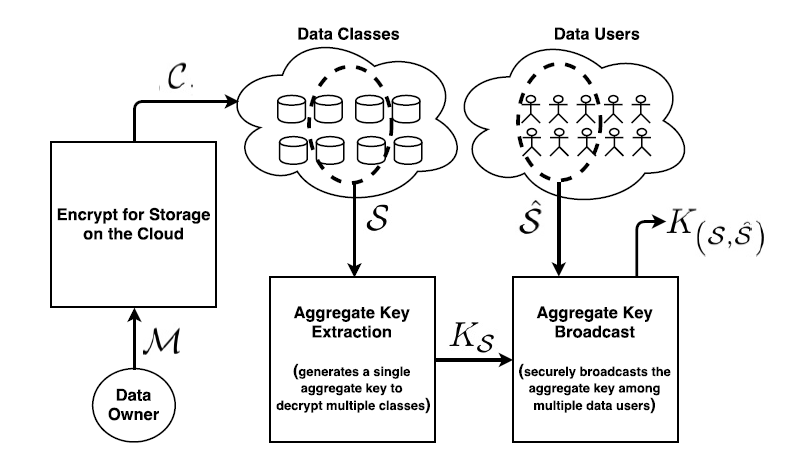 Data Classes
Data Users
𝒞.
Encrypt for Storage
on the Cloud
𝒮
𝒮̂
K(𝒮,𝒮̂)
ℳ
Data
Owner
Aggregate Key
Extraction
(generates a single
aggregate key to
decrypt multiple classes)
K𝒮
Aggregate Key
Broadcast
(securely broadcasts the
aggregate key among
multiple data users)